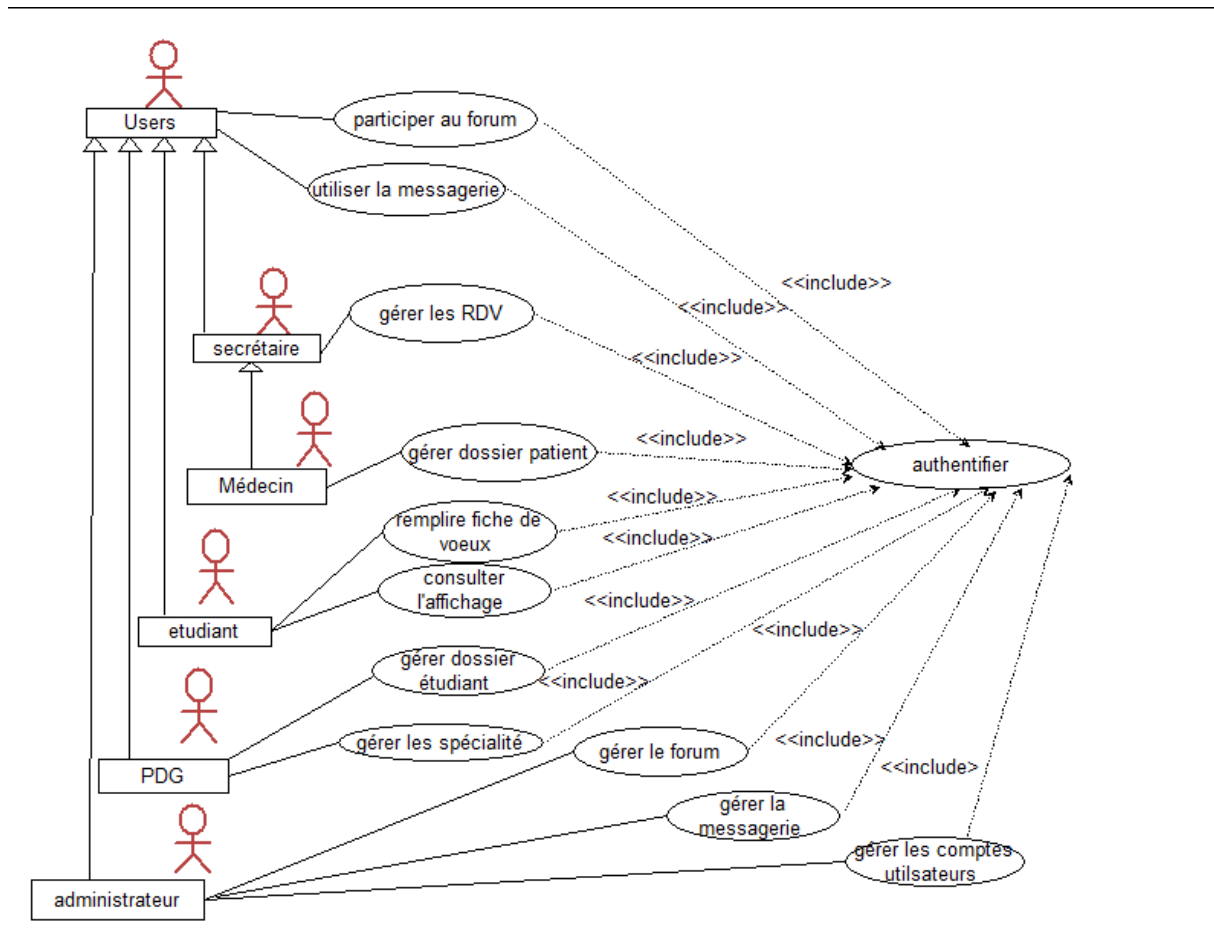 Users
participer au forum
utiliser la messagerie
<<include>>
<<include>>
secrétaire
gérer les RDV
<<include>>
Médecin
gérer dossier patient
<<include>>
authentifier
remplire fiche de
voeux
<<include>>
consulter
l'affichage
<<include>>
etudiant
gérer dossier
étudiant
<<include>>
<<include>>
<<include>>
PDG
gérer les spécialité
gérer le forum
<<include>>
<<include>
gérer la
messagerie
gérer les comptes
utilsateurs
administrateur